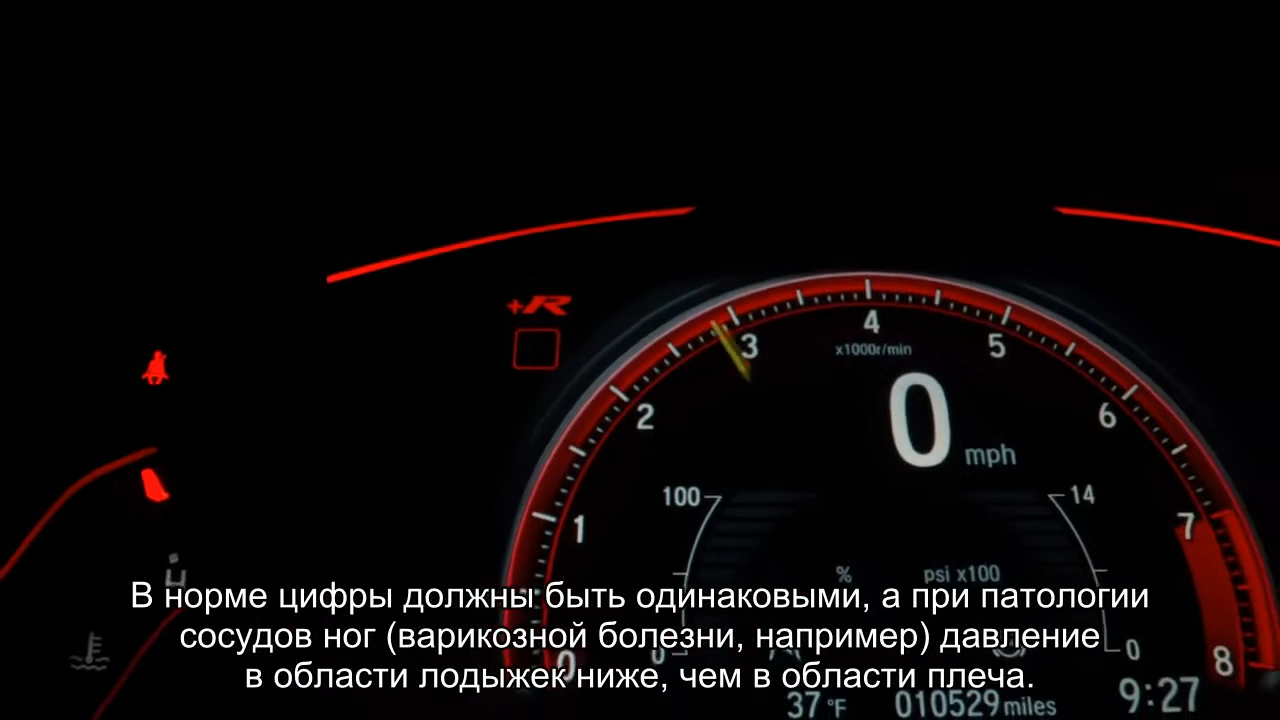 +R
4
x1000r/min
3
5
2
6
0
mph
100
14
1
7
%
psi x100
В норме цифры должны быть одинаковыми, а при патологии
сосудов ног (варикозной болезни, например) давление
в области лодыжек ниже, чем в области плеча.
0
0
0
8
37 °F
010529 miles
9:27